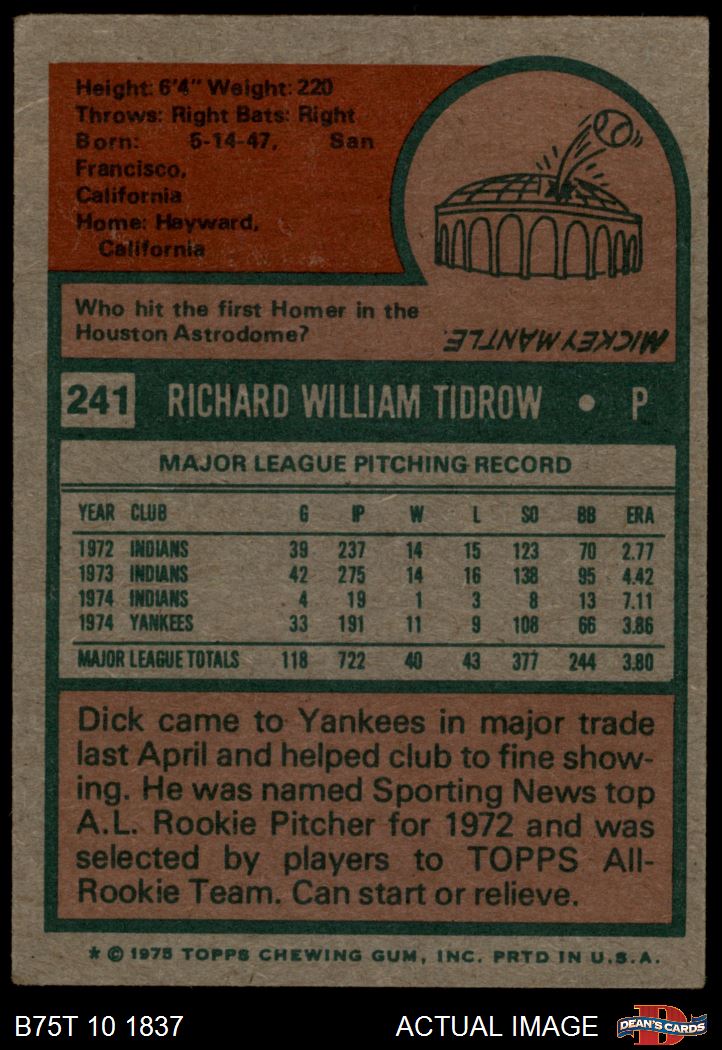 Height: 6'4" Weight: 220
Throws: Right Bats: Right
Born: 5-14-47, San
Francisco,
California
Home: Hayward,
California
Who hit the first Homer in the
Houston Astrodome?
MICKEY MANTLE.
241 RICHARD WILLIAM TIDROW • P
MAJOR LEAGUE PITCHING RECORD
YEAR CLUB G IP W L SO BB ERA
1972 INDIANS 39 237 14 15 123 70 2.77
1973 INDIANS 42 275 14 16 138 95 4.42
1974 INDIANS 4 19 1 3 8 13 7.11
1974 YANKEES 33 191 11 9 108 66 3.86
MAJOR LEAGUE TOTALS 118 722 40 43 377 244 3.80
Dick came to Yankees in major trade
last April and helped club to fine show-
ing. He was named Sporting News top
A.L. Rookie Pitcher for 1972 and was
selected by players to TOPPS All-
Rookie Team. Can start or relieve.
* © 1975 TOPPS CHEWING GUM, INC. PRTD IN U.S.A.
B75T 10 1837 ACTUAL IMAGE D DEAN'S CARDS